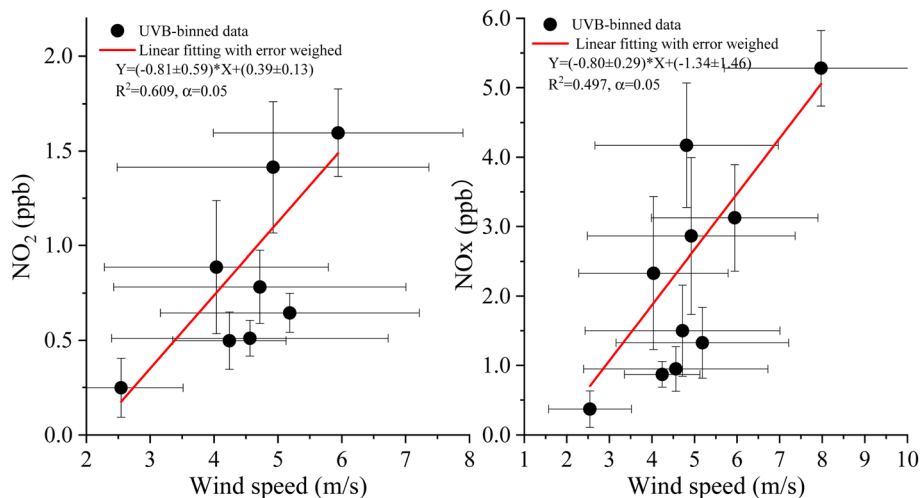 UVB-binned data
Linear fitting with error weighed
Y=(-0.81±0.59)*X+(0.39±0.13)
R²=0.609, α=0.05
2.0
1.5
1.0
0.5
0.0
NO₂ (ppb)
2 3 4 5 6 7 8
Wind speed (m/s)
UVB-binned data
Linear fitting with error weighed
Y=(-0.80±0.29)*X+(-1.34±1.46)
R²=0.497, α=0.05
6.0
5.0
4.0
3.0
2.0
1.0
0.0
NOx (ppb)
1 2 3 4 5 6 7 8 9 10
Wind speed (m/s)